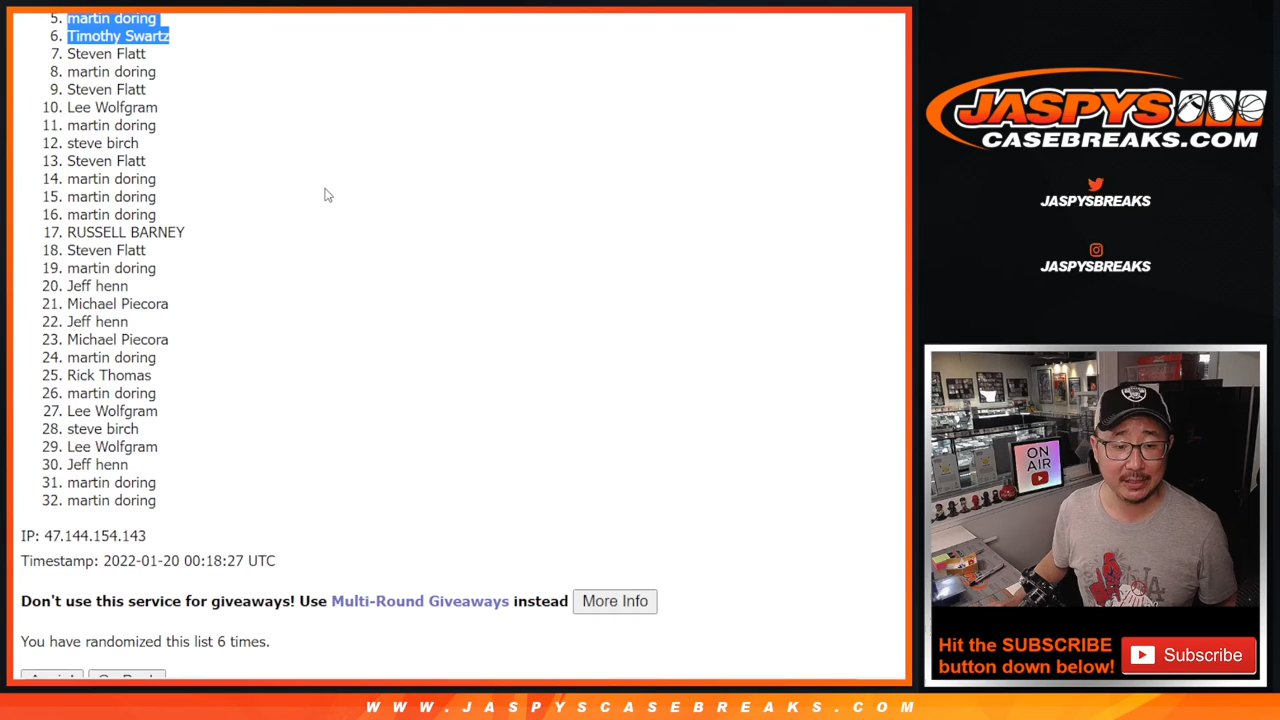 5. martin doring
6. Timothy Swartz
7. Steven Flatt
8. martin doring
9. Steven Flatt
10. Lee Wolfgram
11. martin doring
12. steve birch
13. Steven Flatt
14. martin doring
15. martin doring
16. martin doring
17. RUSSELL BARNEY
18. Steven Flatt
19. martin doring
20. Jeff henn
21. Michael Piecora
22. Jeff henn
23. Michael Piecora
24. martin doring
25. Rick Thomas
26. martin doring
27. Lee Wolfgram
28. steve birch
29. Lee Wolfgram
30. Jeff henn
31. martin doring
32. martin doring
IP: 47.144.154.143
Timestamp: 2022-01-20 00:18:27 UTC
Don't use this service for giveaways! Use Multi-Round Giveaways instead More Info
You have randomized this list 6 times.
JASPYS
CASEBREAKS.COM
JASPYSBREAKS
JASPYSBREAKS
ON
AIR
Hit the SUBSCRIBE
button down below!
Subscribe
WWW.JASPYSCASEBREAKS.COM